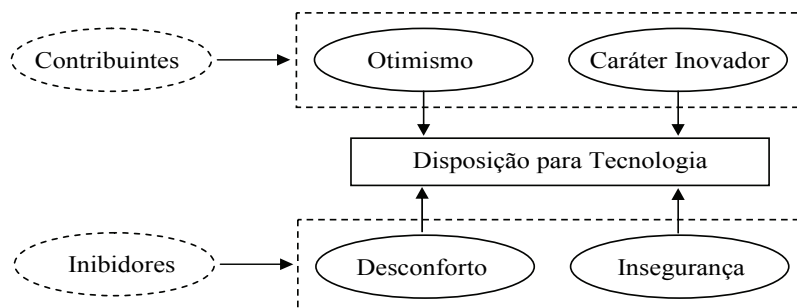 Contribuintes
Otimismo
Caráter Inovador
Disposição para Tecnologia
Inibidores
Desconforto
Insegurança